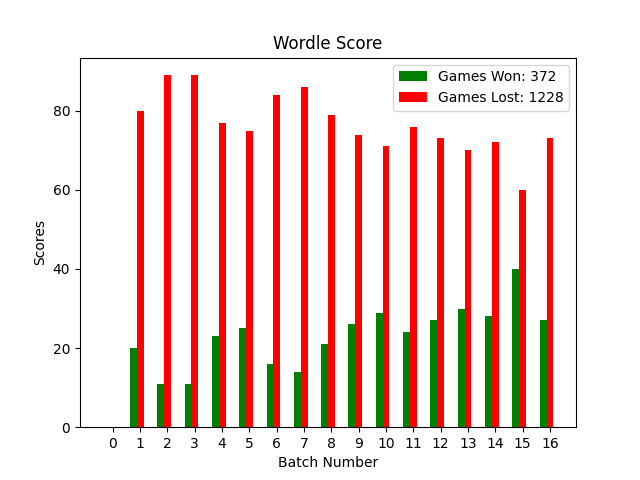 Wordle Score
Games Won: 372
Games Lost: 1228
80
60
40
20
0
Scores
0 1 2 3 4 5 6 7 8 9 10 11 12 13 14 15 16
Batch Number